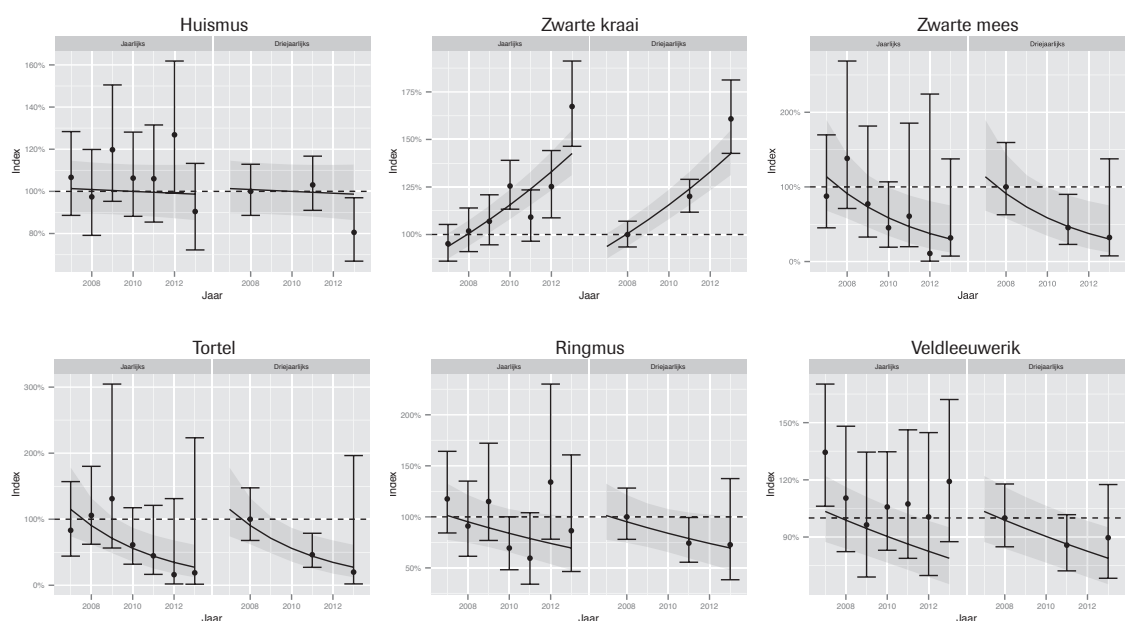 Huismus
Jaarlijks Driejaarlijks
160%
140%
120%
100%
80%
Index
2008 2010 2012 2008 2010 2012
Jaar
Zwarte kraai
Jaarlijks Driejaarlijks
175%
150%
125%
100%
Index
2008 2010 2012 2008 2010 2012
Jaar
Zwarte mees
Jaarlijks Driejaarlijks
200%
100%
0%
Index
2008 2010 2012 2008 2010 2012
Jaar
Tortel
Jaarlijks Driejaarlijks
300%
200%
100%
0%
Index
2008 2010 2012 2008 2010 2012
Jaar
Ringmus
Jaarlijks Driejaarlijks
200%
150%
100%
50%
Index
2008 2010 2012 2008 2010 2012
Jaar
Veldleeuwerik
Jaarlijks Driejaarlijks
150%
120%
90%
Index
2008 2010 2012 2008 2010 2012
Jaar